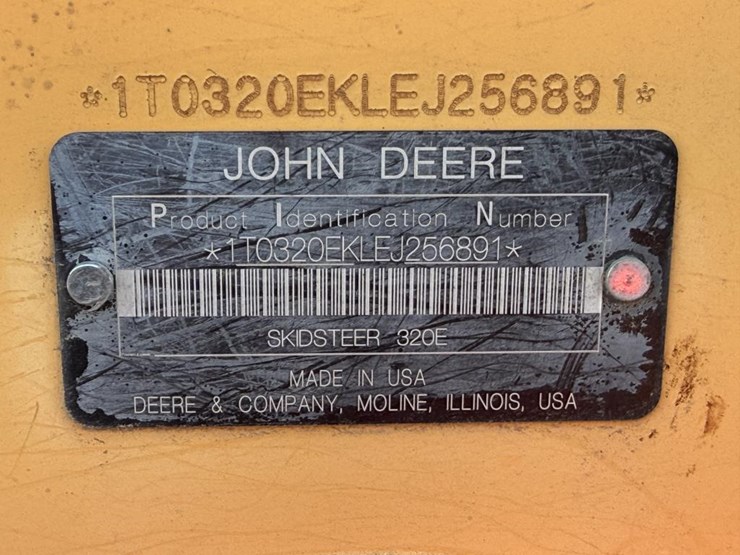 *1T0320EKLEJ256891*
JOHN DEERE
Product Identification Number
*1T0320EKLEJ256891*
SKIDSTEER 320E
MADE IN USA
DEERE & COMPANY, MOLINE, ILLINOIS, USA